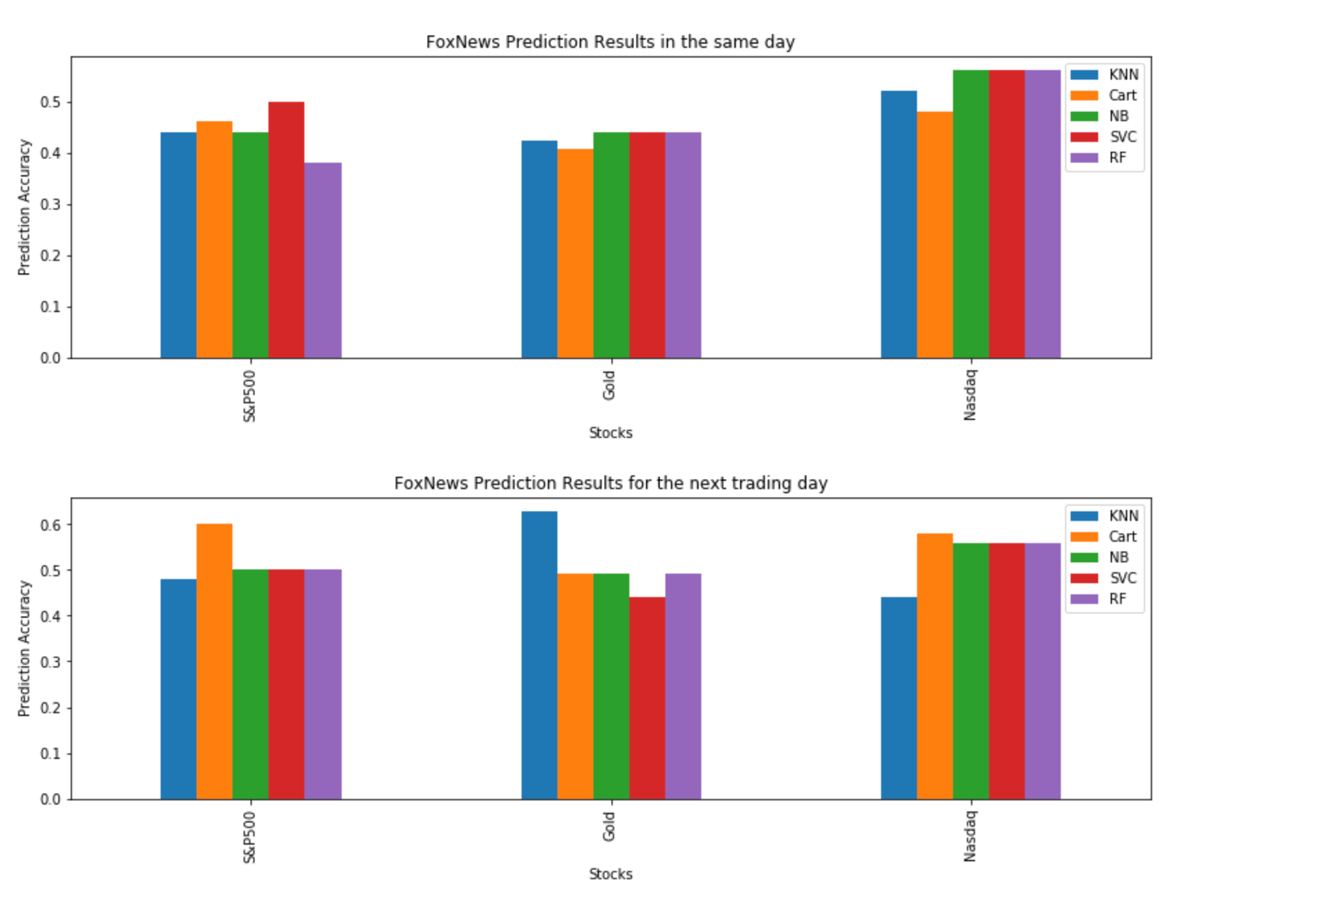 FoxNews Prediction Results in the same day
KNN
Cart
NB
SVC
RF
Prediction Accuracy
0.5
0.4
0.3
0.2
0.1
0.0
S&P500
Gold
Nasdaq
Stocks
FoxNews Prediction Results for the next trading day
KNN
Cart
NB
SVC
RF
Prediction Accuracy
0.6
0.5
0.4
0.3
0.2
0.1
0.0
S&P500
Gold
Nasdaq
Stocks